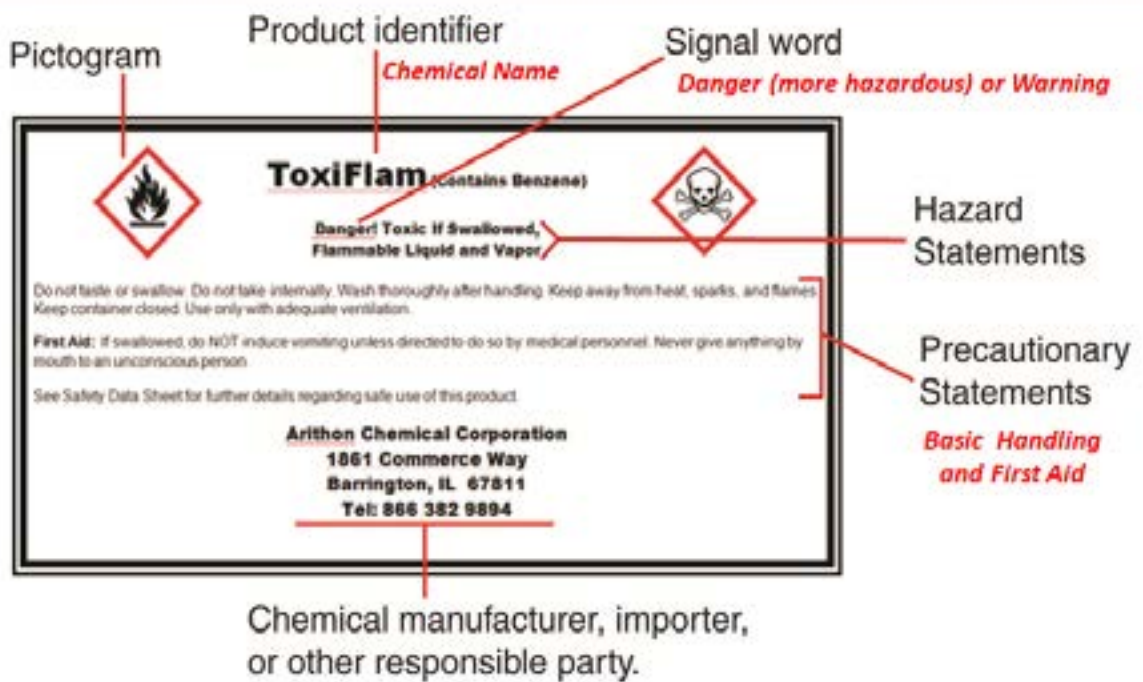 Pictogram
Product identifier
Chemical Name
Signal word
Danger (more hazardous) or Warning
ToxiFlam (Contains Benzene)
Danger! Toxic If Swallowed,
Flammable Liquid and Vapor
Hazard
Statements
Do not taste or swallow. Do not take internally. Wash thoroughly after handling. Keep away from heat, sparks, and flames.
Keep container closed. Use only with adequate ventilation.
First Aid: If swallowed, do NOT induce vomiting unless directed to do so by medical personnel. Never give anything by
mouth to an unconscious person
See Safety Data Sheet for further details regarding safe use of this product.
Precautionary
Statements
Basic Handling
and First Aid
Arithon Chemical Corporation
1861 Commerce Way
Barrington, IL 67811
Tel: 866 382 9894
Chemical manufacturer, importer,
or other responsible party.